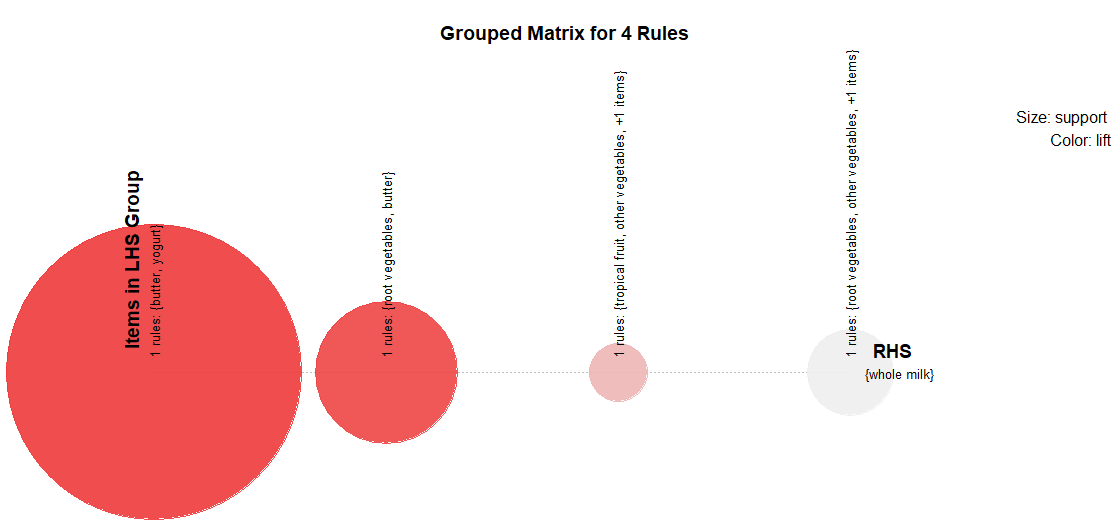 Grouped Matrix for 4 Rules
Size: support
Color: lift
Items in LHS Group
1 rules: {butter, yogurt}
1 rules: {root vegetables, butter}
1 rules: {tropical fruit, other vegetables, +1 items}
1 rules: {root vegetables, other vegetables, +1 items}
RHS
{whole milk}